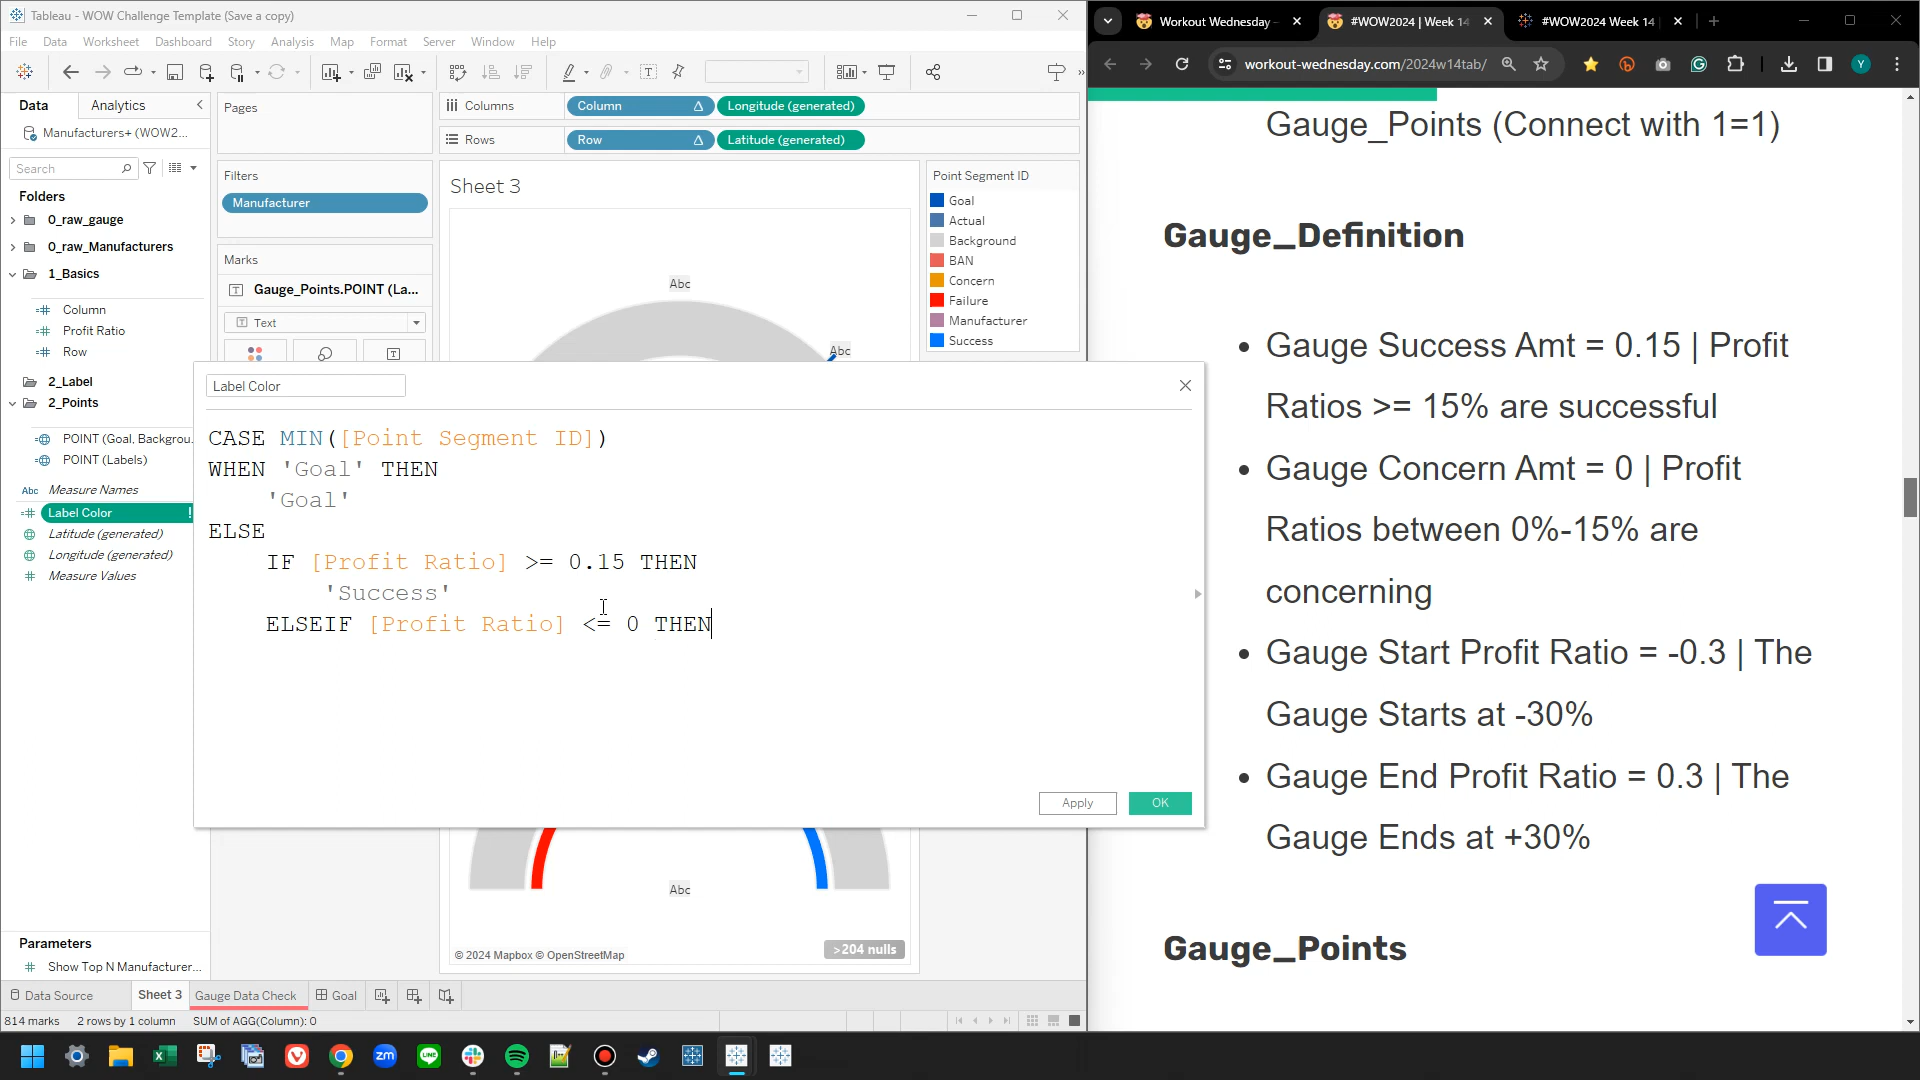 Tableau - WOW Challenge Template (Save a copy)
File Data Worksheet Dashboard Story Analysis Map Format Server Window Help
Data
Analytics
Manufacturers+ (WOW2...
Search
Folders
0_raw_gauge
0_raw_Manufacturers
1_Basics
Column
Profit Ratio
Row
2_Label
2_Points
POINT (Goal, Backgrou...
POINT (Labels)
Abc Measure Names
Label Color !
Latitude (generated)
Longitude (generated)
Measure Values
Parameters
Show Top N Manufacturer...
Pages
Filters
Manufacturer
Marks
Gauge_Points.POINT (La...
Text
Columns
Column
Longitude (generated)
Rows
Row
Latitude (generated)
Sheet 3
Abc
Abc
Point Segment ID
Goal
Actual
Background
BAN
Concern
Failure
Manufacturer
Success
Label Color
CASE MIN([Point Segment ID])
WHEN 'Goal' THEN
'Goal'
ELSE
IF [Profit Ratio] >= 0.15 THEN
'Success'
ELSEIF [Profit Ratio] <= 0 THEN
Apply
OK
Abc
© 2024 Mapbox © OpenStreetMap
>204 nulls
Data Source
Sheet 3
Gauge Data Check
Goal
814 marks
2 rows by 1 column
SUM of AGG(Column): 0
Workout Wednesday
#WOW2024 | Week 14
#WOW2024 Week 14
workout-wednesday.com/2024w14tab/
Y
Gauge_Points (Connect with 1=1)
Gauge_Definition
Gauge Success Amt = 0.15 | Profit
Ratios >= 15% are successful
Gauge Concern Amt = 0 | Profit
Ratios between 0%-15% are
concerning
Gauge Start Profit Ratio = -0.3 | The
Gauge Starts at -30%
Gauge End Profit Ratio = 0.3 | The
Gauge Ends at +30%
Gauge_Points
zm
LINE